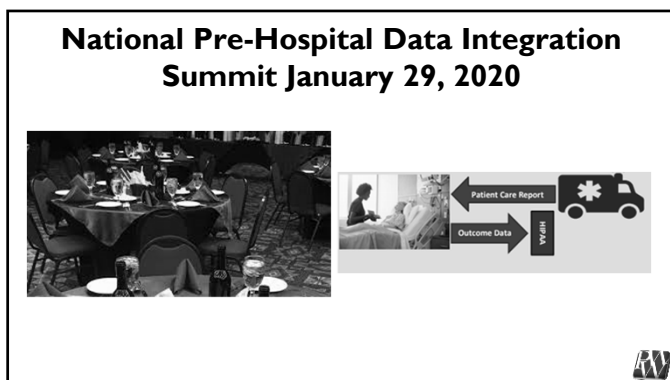 National Pre-Hospital Data Integration
Summit January 29, 2020
Patient Care Report
Outcome Data
HIPAA